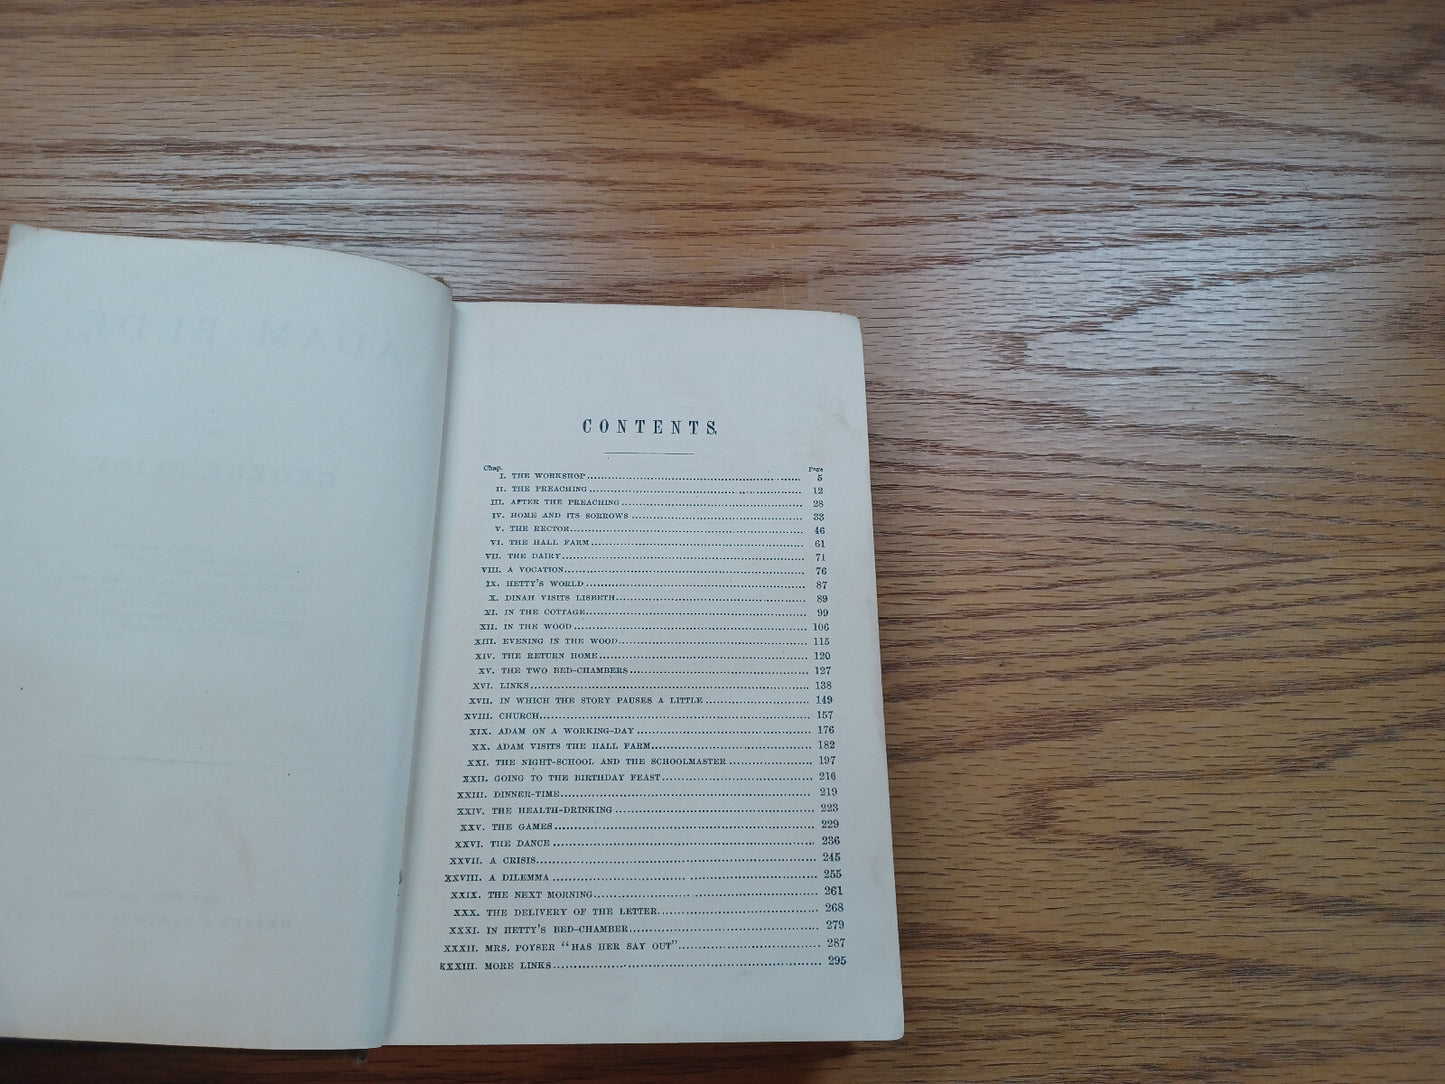 ADAM BEDE.
GEORGE ELIOT
NEW YORK
CONTENTS.
Chap. Page
I. THE WORKSHOP 5
II. THE PREACHING 12
III. AFTER THE PREACHING 28
IV. HOME AND ITS SORROWS 33
V. THE RECTOR 46
VI. THE HALL FARM 61
VII. THE DAIRY 71
VIII. A VOCATION 76
IX. HETTY'S WORLD 87
X. DINAH VISITS LISBETH 89
XI. IN THE COTTAGE 99
XII. IN THE WOOD 106
XIII. EVENING IN THE WOOD 115
XIV. THE RETURN HOME 120
XV. THE TWO BED-CHAMBERS 127
XVI. LINKS 138
XVII. IN WHICH THE STORY PAUSES A LITTLE 149
XVIII. CHURCH 157
XIX. ADAM ON A WORKING-DAY 176
XX. ADAM VISITS THE HALL FARM 182
XXI. THE NIGHT-SCHOOL AND THE SCHOOLMASTER 197
XXII. GOING TO THE BIRTHDAY FEAST 216
XXIII. DINNER-TIME 219
XXIV. THE HEALTH-DRINKING 223
XXV. THE GAMES 229
XXVI. THE DANCE 236
XXVII. A CRISIS 245
XXVIII. A DILEMMA 255
XXIX. THE NEXT MORNING 261
XXX. THE DELIVERY OF THE LETTER 268
XXXI. IN HETTY'S BED-CHAMBER 279
XXXII. MRS. POYSER "HAS HER SAY OUT" 287
XXXIII. MORE LINKS 295